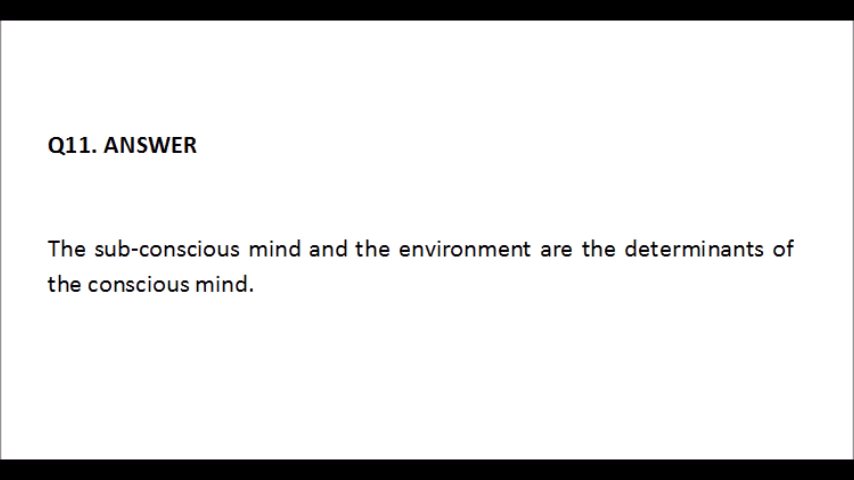 Q11. ANSWER
The sub-conscious mind and the environment are the determinants of
the conscious mind.